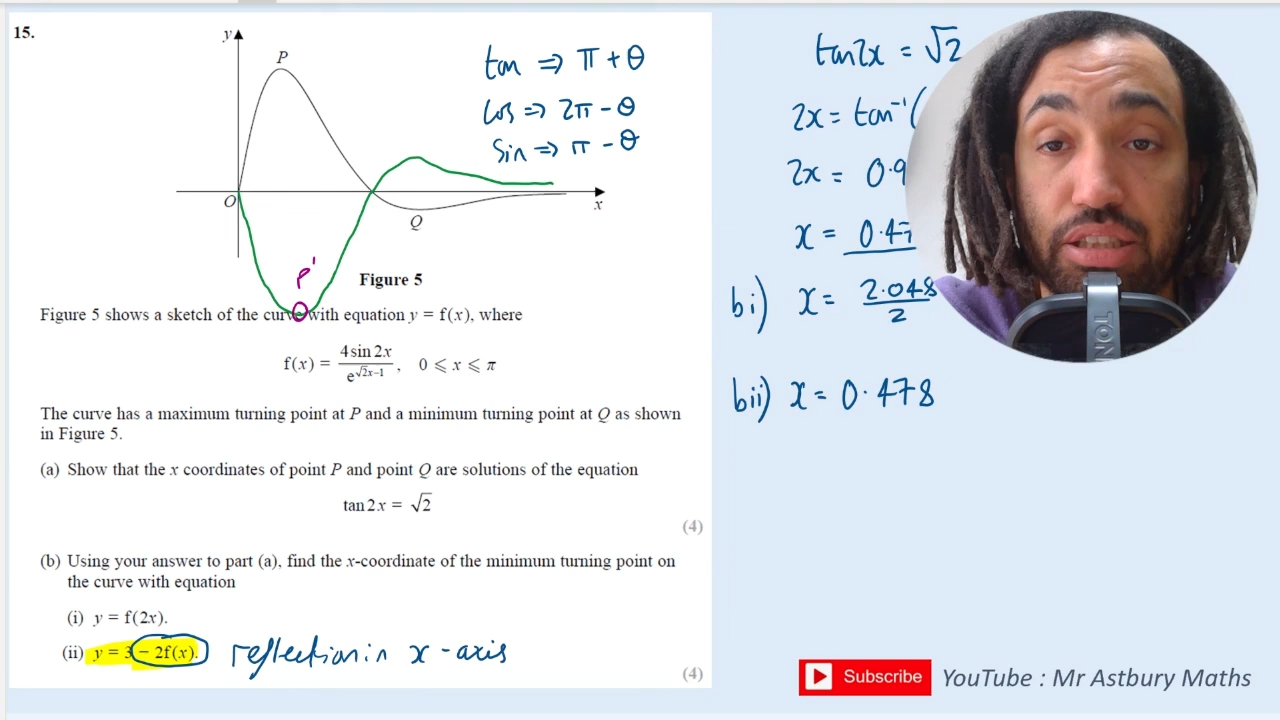 15.
y
P
O
Q
x
P'
Figure 5
tan ⇒ π + θ
cos ⇒ 2π - θ
sin ⇒ π - θ
Figure 5 shows a sketch of the curve with equation y = f(x), where
f(x) = 4 sin 2x / e^(√2x−1), 0 ⩽ x ⩽ π
The curve has a maximum turning point at P and a minimum turning point at Q as shown
in Figure 5.
(a) Show that the x coordinates of point P and point Q are solutions of the equation
tan 2x = √2
(4)
(b) Using your answer to part (a), find the x-coordinate of the minimum turning point on
the curve with equation
(i) y = f(2x).
(ii) y = 3 − 2f(x).
reflection in x-axis
(4)
tan2x = √2
2x = tan⁻¹(
2x = 0.9
x = 0.47
bi) x = 2.048 / 2
bii) x = 0.478
TON
Subscribe
YouTube : Mr Astbury Maths